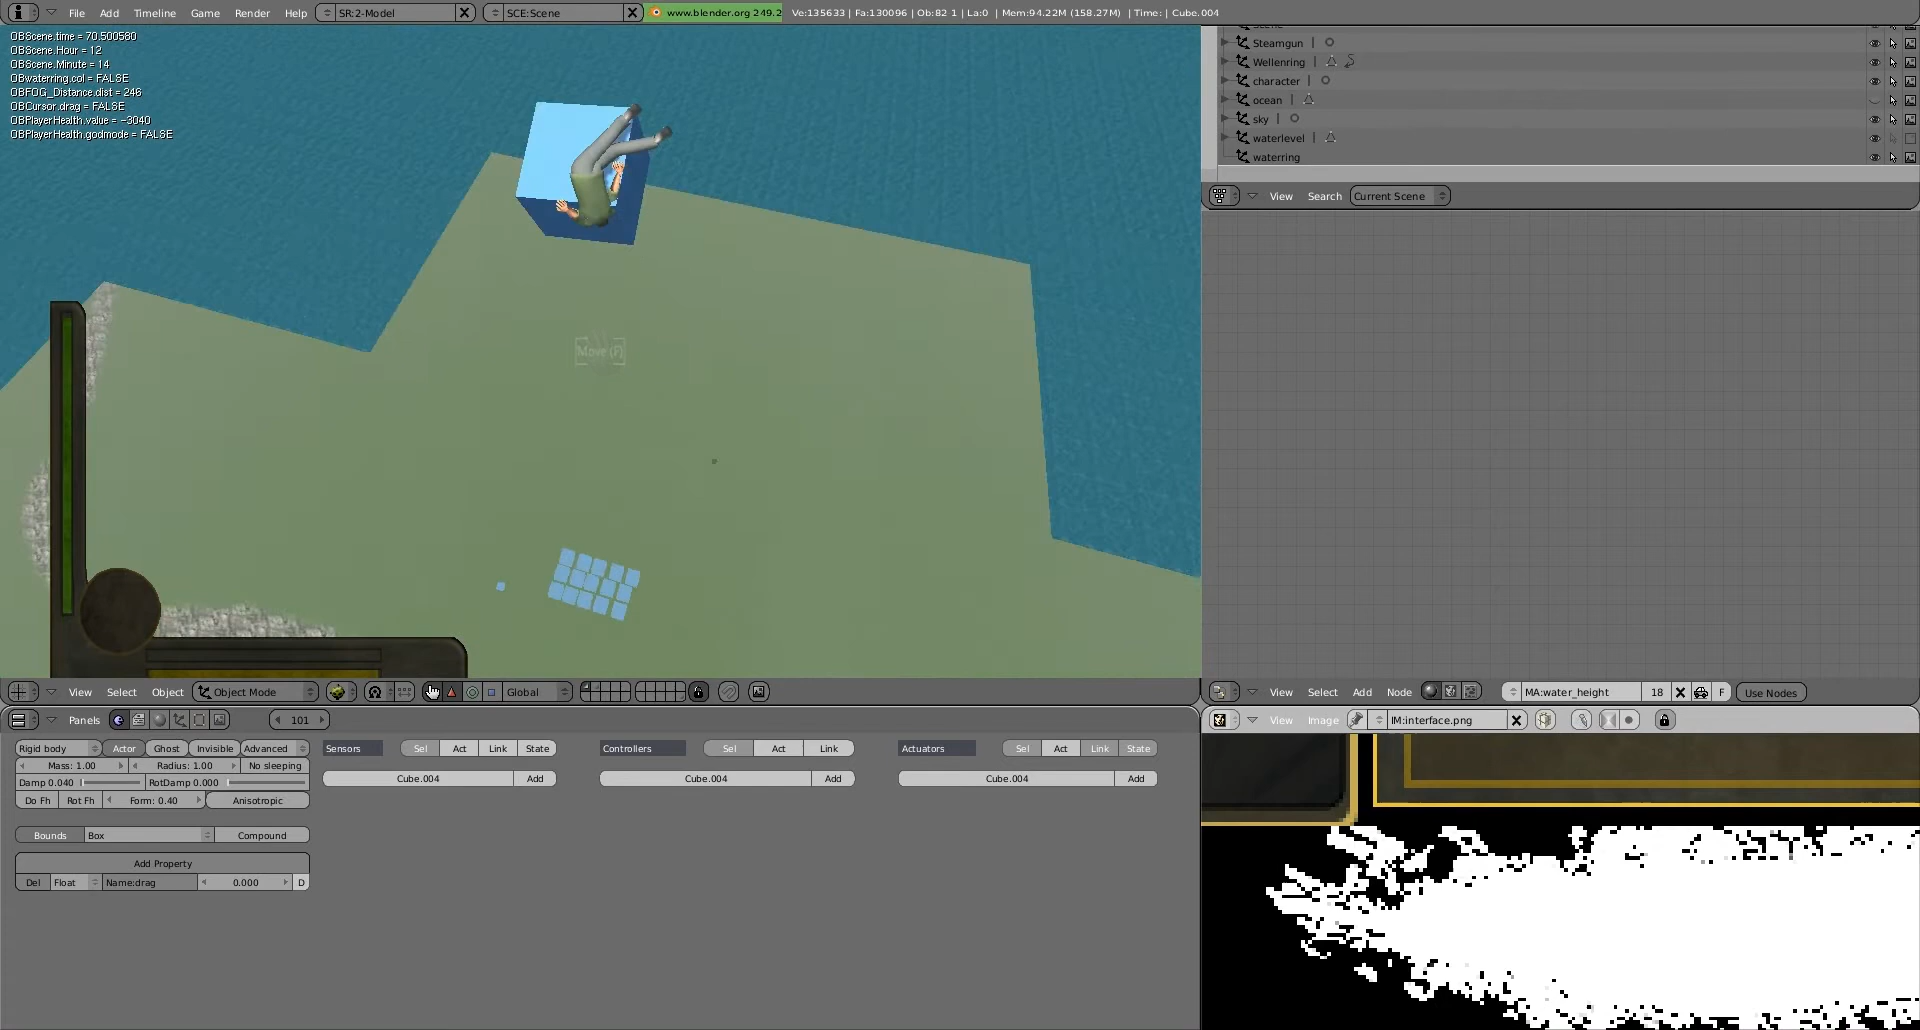 File Add Timeline Game Render Help SR:2-Model SCE:Scene www.blender.org 249.2 Ve:135633 | Fa:130096 | Ob:82 1 | La:0 | Mem:94.22M (158.27M) | Time: | Cube.004
OBScene.time = 70.500580
OBScene.Hour = 12
OBScene.Minute = 14
OBwaterring.col = FALSE
OBFOG_Distance.dist = 246
OBCursor.drag = FALSE
OBPlayerHealth.value = -3040
OBPlayerHealth.godmode = FALSE
Move (F)
Steamgun
Wellenring
character
ocean
sky
waterlevel
waterring
View Search Current Scene
View Select Object Object Mode Global
View Select Add Node MA:water_height 18 F Use Nodes
Panels 101
View Image IM:interface.png
Rigid body Actor Ghost Invisible Advanced
Mass: 1.00 Radius: 1.00 No sleeping
Damp 0.040 RotDamp 0.000
Do Fh Rot Fh Form: 0.40 Anisotropic
Bounds Box Compound
Add Property
Del Float Name:drag 0.000 D
Sensors Sel Act Link State
Cube.004 Add
Controllers Sel Act Link
Cube.004 Add
Actuators Sel Act Link State
Cube.004 Add